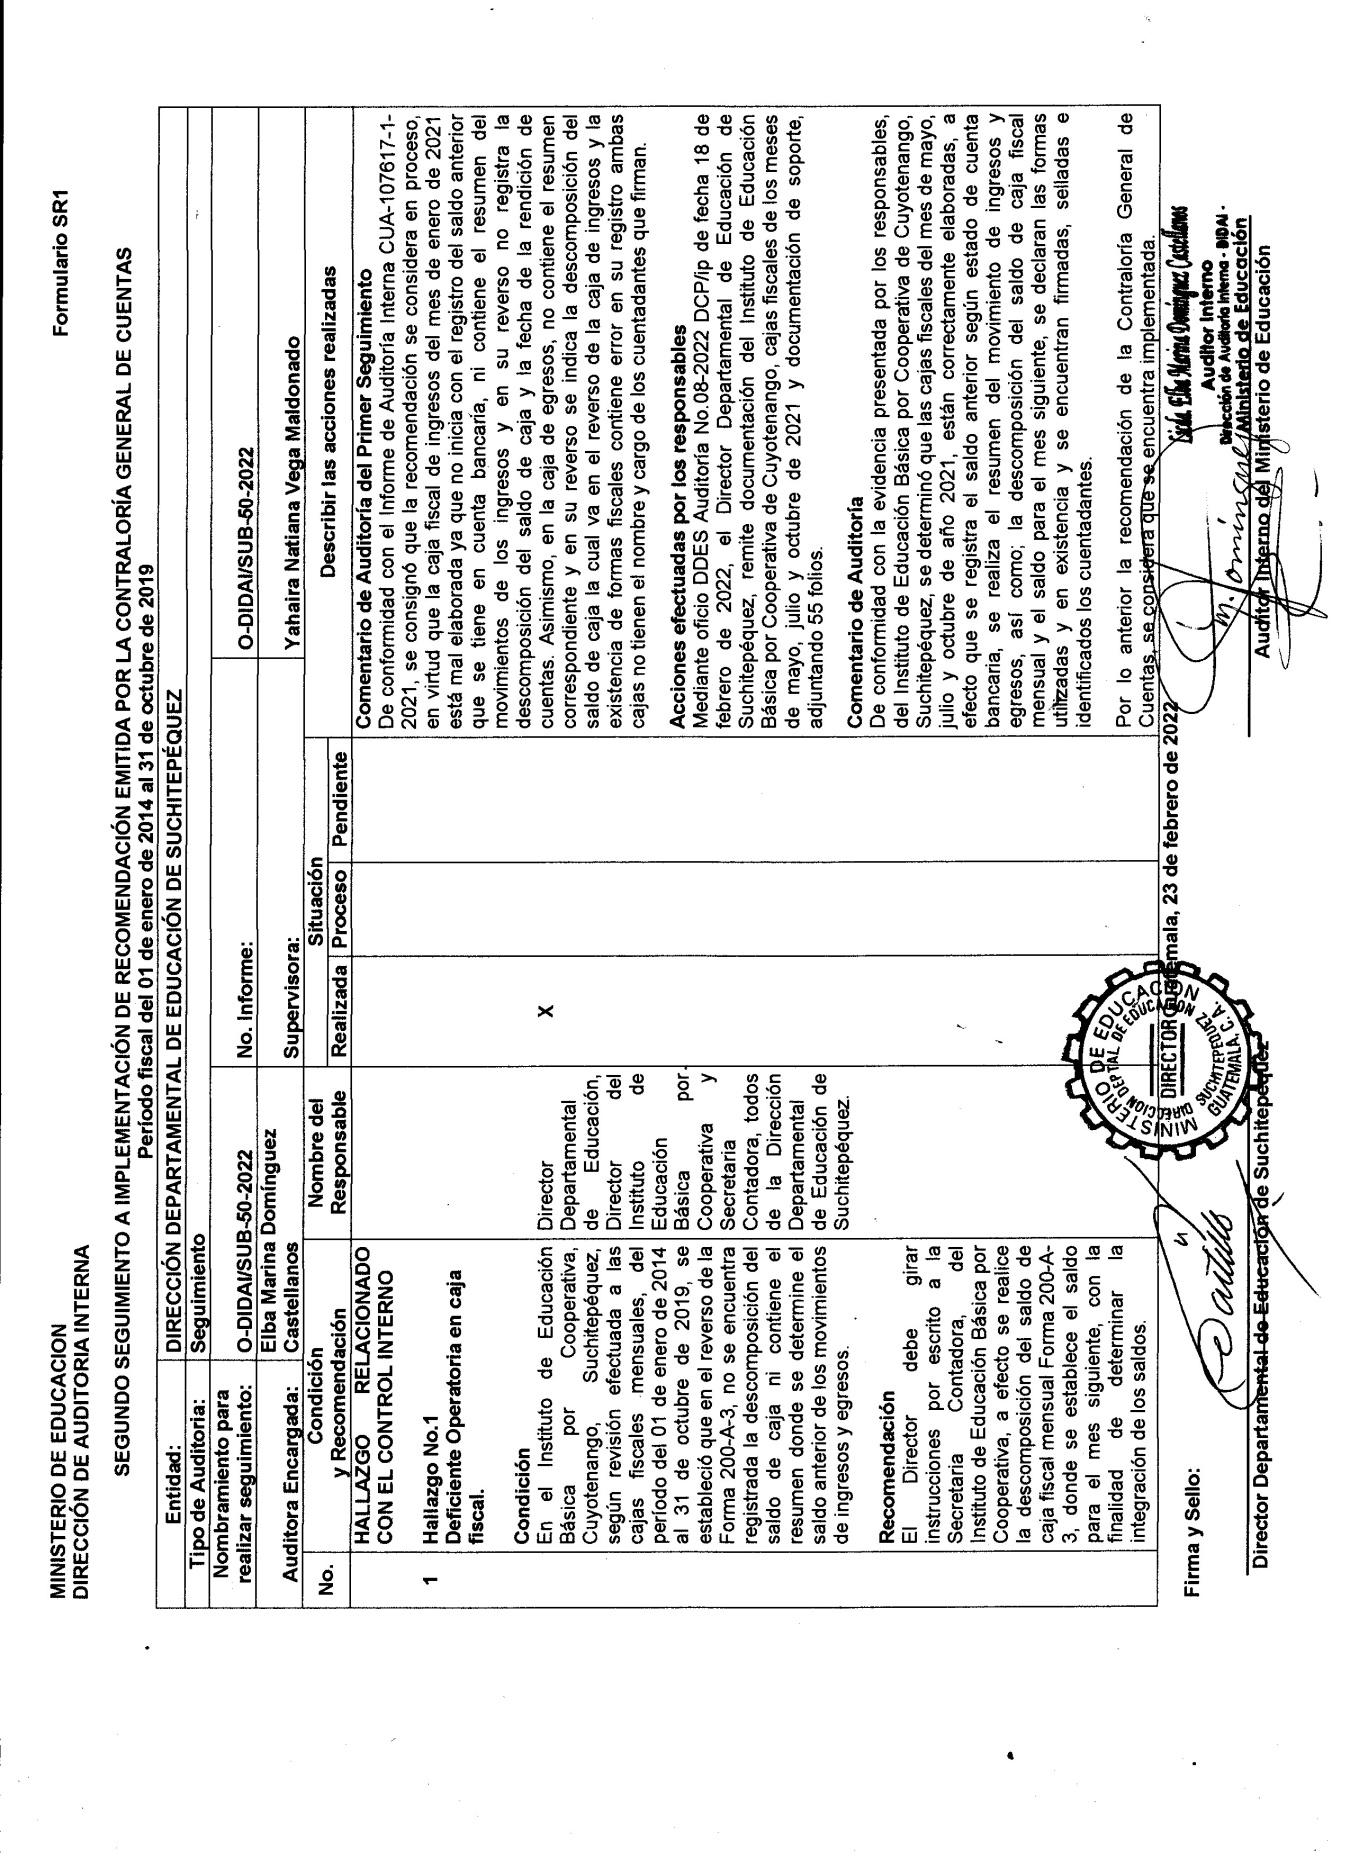 MINISTERIO DE EDUCACION
DIRECCIÓN DE AUDITORIA INTERNA
Formulario SR1
SEGUNDO SEGUIMIENTO A IMPLEMENTACIÓN DE RECOMENDACIÓN EMITIDA POR LA CONTRALORÍA GENERAL DE CUENTAS
Período fiscal del 01 de enero de 2014 al 31 de octubre de 2019
Entidad: DIRECCIÓN DEPARTAMENTAL DE EDUCACIÓN DE SUCHITEPÉQUEZ
Tipo de Auditoria: Seguimiento
Nombramiento para
realizar seguimiento: O-DIDAI/SUB-50-2022 No. Informe: O-DIDAI/SUB-50-2022
Auditora Encargada: Elba Marina Domínguez
Castellanos Supervisora: Yahaira Natiana Vega Maldonado
No.
Condición
y Recomendación
Nombre del
Responsable
Situación
Realizada Proceso Pendiente
Describir las acciones realizadas
HALLAZGO RELACIONADO
CON EL CONTROL INTERNO
1
Hallazgo No.1
Deficiente Operatoria en caja
fiscal.
Condición
En el Instituto de Educación
Básica por Cooperativa,
Cuyotenango, Suchitepéquez,
según revisión efectuada a las
cajas fiscales mensuales, del
período del 01 de enero de 2014
al 31 de octubre de 2019, se
estableció que en el reverso de la
Forma 200-A-3, no se encuentra
registrada la descomposición del
saldo de caja ni contiene el
resumen donde se determine el
saldo anterior de los movimientos
de ingresos y egresos.
Recomendación
El Director debe girar
instrucciones por escrito a la
Secretaria Contadora, del
Instituto de Educación Básica por
Cooperativa, a efecto se realice
la descomposición del saldo de
caja fiscal mensual Forma 200-A-
3, donde se establece el saldo
para el mes siguiente, con la
finalidad de determinar la
integración de los saldos.
Director
Departamental
de Educación,
Director del
Instituto de
Educación
Básica por
Cooperativa y
Secretaria
Contadora, todos
de la Dirección
Departamental
de Educación de
Suchitepéquez.
X
Comentario de Auditoría del Primer Seguimiento
De conformidad con el Informe de Auditoría Interna CUA-107617-1-
2021, se consignó que la recomendación se considera en proceso,
en virtud que la caja fiscal de ingresos del mes de enero de 2021
está mal elaborada ya que no inicia con el registro del saldo anterior
que se tiene en cuenta bancaría, ni contiene el resumen del
movimientos de los ingresos y en su reverso no registra la
descomposición del saldo de caja y la fecha de la rendición de
cuentas. Asimismo, en la caja de egresos, no contiene el resumen
correspondiente y en su reverso se indica la descomposición del
saldo de caja la cual va en el reverso de la caja de ingresos y la
existencia de formas fiscales contiene error en su registro ambas
cajas no tienen el nombre y cargo de los cuentadantes que firman.
Acciones efectuadas por los responsables
Mediante oficio DDES Auditoría No.08-2022 DCP/ip de fecha 18 de
febrero de 2022, el Director Departamental de Educación de
Suchitepéquez, remite documentación del Instituto de Educación
Básica por Cooperativa de Cuyotenango, cajas fiscales de los meses
de mayo, julio y octubre de 2021 y documentación de soporte,
adjuntando 55 folios.
Comentario de Auditoría
De conformidad con la evidencia presentada por los responsables,
del Instituto de Educación Básica por Cooperativa de Cuyotenango,
Suchitepéquez, se determinó que las cajas fiscales del mes de mayo,
julio y octubre de año 2021, están correctamente elaboradas, a
efecto que se registra el saldo anterior según estado de cuenta
bancaría, se realiza el resumen del movimiento de ingresos y
egresos, así como; la descomposición del saldo de caja fiscal
mensual y el saldo para el mes siguiente, se declaran las formas
utilizadas y en existencia y se encuentran firmadas, selladas e
identificados los cuentadantes.
Por lo anterior la recomendación de la Contraloría General de
Cuentas, se considera que se encuentra implementada.
Guatemala, 23 de febrero de 2022
Firma y Sello:
Director Departamental de Educación de Suchitepéquez
MINISTERIO DE EDUCACION
DIRECCION DEPTAL DE EDUCACION
DIRECTOR
SUCHITEPEQUEZ
GUATEMALA, C.A.
Licda. Elba Marina Domínguez Castellanos
Auditor Interno
Dirección de Auditoría Interna - DIDAI -
Ministerio de Educación
Auditor Interno del Ministerio de Educación